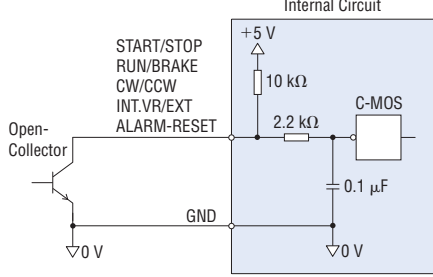 Internal Circuit
+5 V
START/STOP
RUN/BRAKE
CW/CCW
INT.VR/EXT
ALARM-RESET
10 kΩ
2.2 kΩ
C-MOS
Open-
Collector
0.1 μF
GND
0 V
0 V